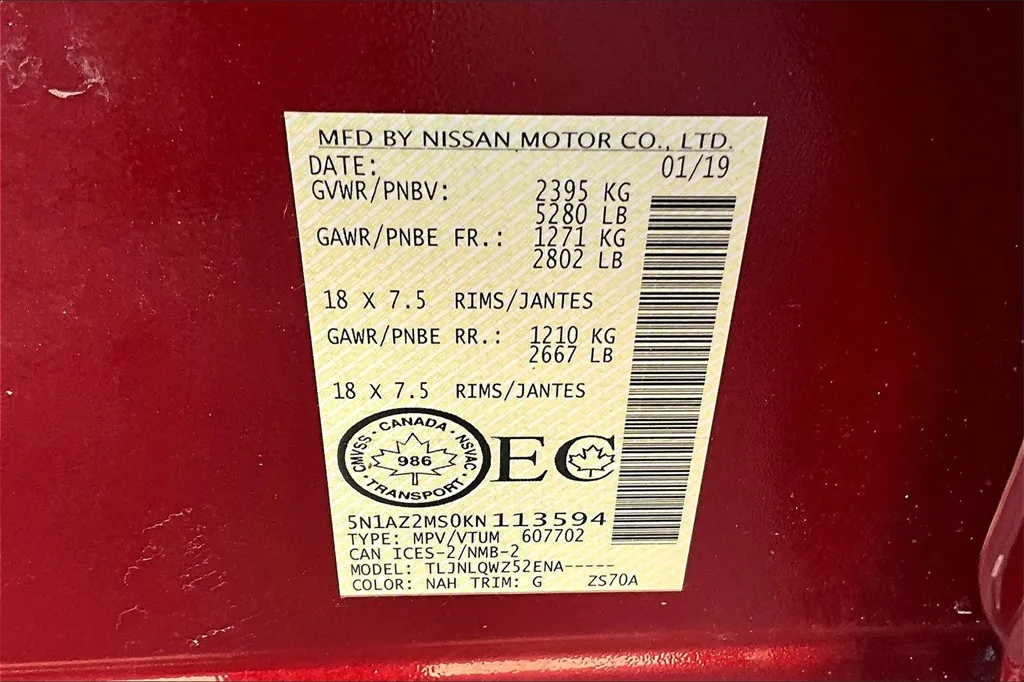 MFD BY NISSAN MOTOR CO., LTD.
DATE: 01/19
GVWR/PNBV: 2395 KG
5280 LB
GAWR/PNBE FR.: 1271 KG
2802 LB
18 X 7.5 RIMS/JANTES
GAWR/PNBE RR.: 1210 KG
2667 LB
18 X 7.5 RIMS/JANTES
CMVSS · CANADA · NSVAC · TRANSPORT ·
986
EC
5N1AZ2MS0KN113594
TYPE: MPV/VTUM 607702
CAN ICES-2/NMB-2
MODEL: TLJNLQWZ52ENA-----
COLOR: NAH TRIM: G ZS70A